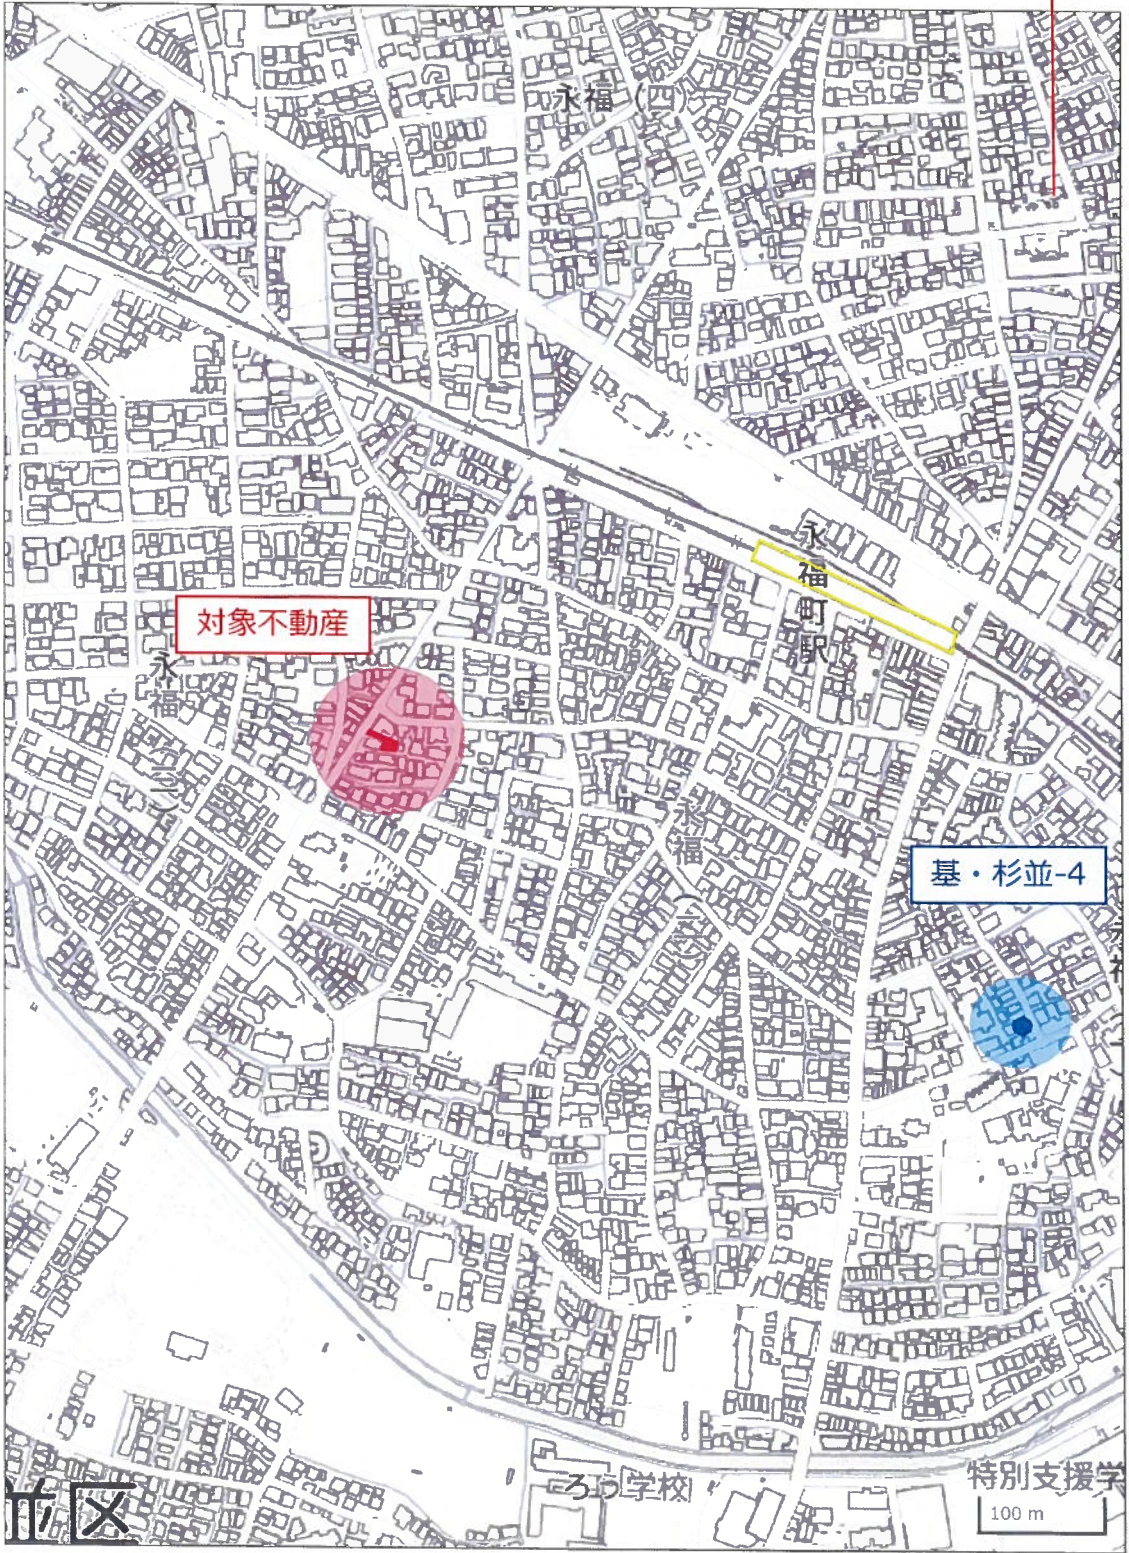 永福(四)
永福町駅
対象不動産
永福(三)
永福(一)
基・杉並-4
ろう学校
特別支援学
並区
100 m